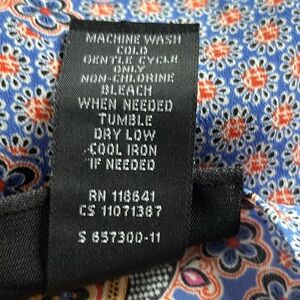 MACHINE WASH
COLD
GENTLE CYCLE
ONLY
NON-CHLORINE
BLEACH
WHEN NEEDED
TUMBLE
DRY LOW
COOL IRON
IF NEEDED
RN 118641
CS 11071387
S 657300-11